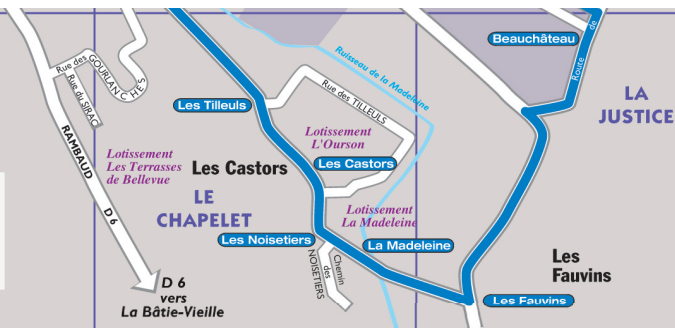 Beauchâteau
Route de
Ruisseau de la Madeleine
Rue des
GOURLANCHES
Rue du SIRAC
Rue des TILLEULS
Les Tilleuls
LA
JUSTICE
RAMBAUD
D 6
Lotissement
L'Ourson
Lotissement
Les Terrasses
de Bellevue
Les Castors
Les Castors
LE
CHAPELET
Lotissement
La Madeleine
Les Noisetiers
La Madeleine
Chemin
des
NOISETIERS
Les
Fauvins
D 6
vers
La Bâtie-Vieille
Les Fauvins